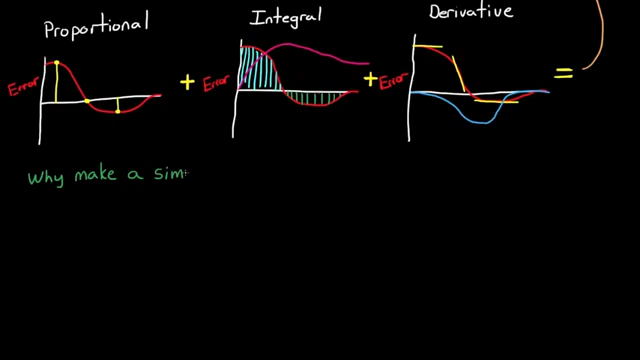 Proportional
Integral
Derivative
Error
+
Error
+
Error
=
Why make a sim